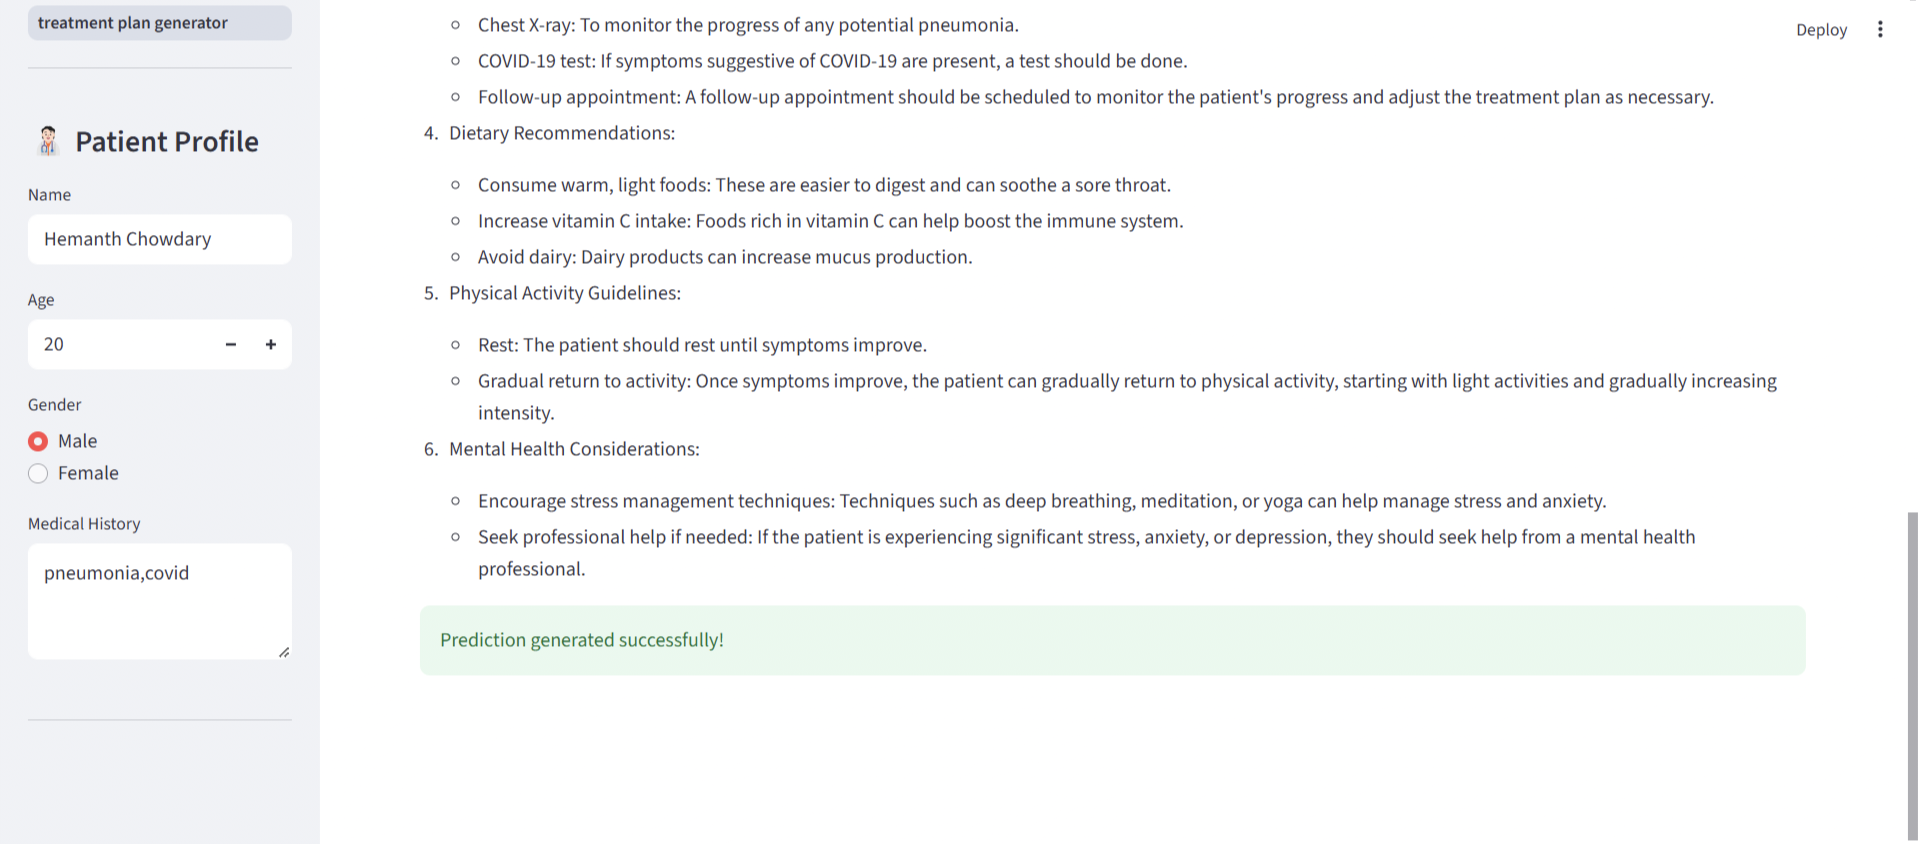 treatment plan generator
Patient Profile
Name
Hemanth Chowdary
Age
20
Gender
Male
Female
Medical History
pneumonia,covid
Deploy
Chest X-ray: To monitor the progress of any potential pneumonia.
COVID-19 test: If symptoms suggestive of COVID-19 are present, a test should be done.
Follow-up appointment: A follow-up appointment should be scheduled to monitor the patient's progress and adjust the treatment plan as necessary.
4. Dietary Recommendations:
Consume warm, light foods: These are easier to digest and can soothe a sore throat.
Increase vitamin C intake: Foods rich in vitamin C can help boost the immune system.
Avoid dairy: Dairy products can increase mucus production.
5. Physical Activity Guidelines:
Rest: The patient should rest until symptoms improve.
Gradual return to activity: Once symptoms improve, the patient can gradually return to physical activity, starting with light activities and gradually increasing
intensity.
6. Mental Health Considerations:
Encourage stress management techniques: Techniques such as deep breathing, meditation, or yoga can help manage stress and anxiety.
Seek professional help if needed: If the patient is experiencing significant stress, anxiety, or depression, they should seek help from a mental health
professional.
Prediction generated successfully!